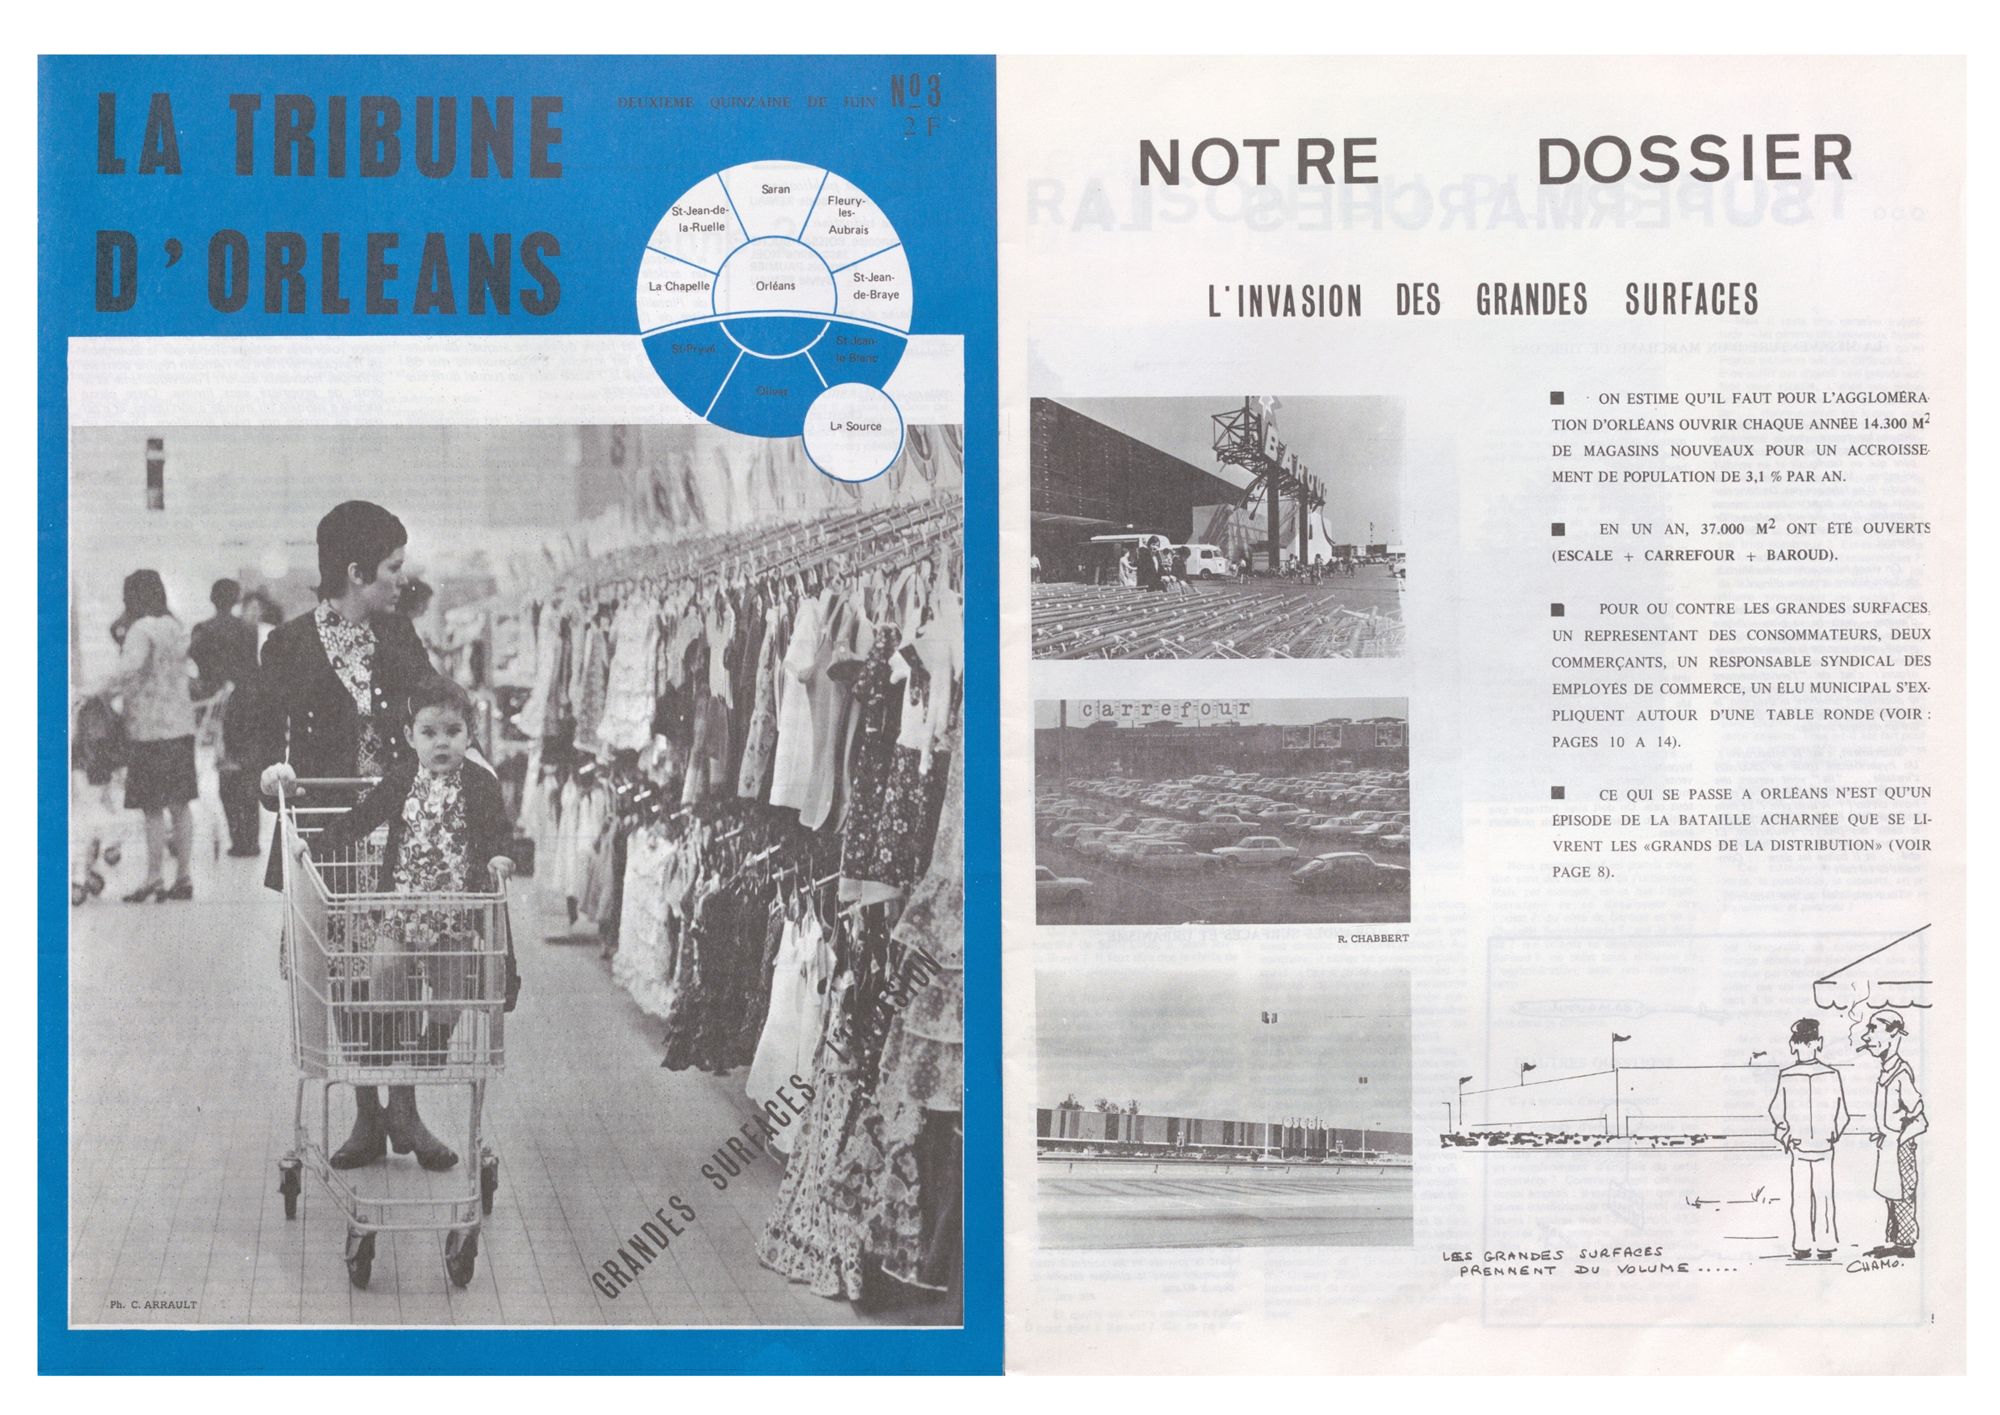 LA TRIBUNE
D'ORLEANS
DEUXIEME QUINZAINE DE JUIN Nº3
2 F
Saran
St-Jean-de-
la-Ruelle
Fleury-
les-
Aubrais
La Chapelle
Orléans
St-Jean-
de-Braye
St-Pryvé
Olivet
St-Jean-
le-Blanc
La Source
GRANDES SURFACES L'INVASION
Ph. C. ARRAULT
NOTRE DOSSIER
L'INVASION DES GRANDES SURFACES
BAROUD
carrefour
R. CHABBERT
escale
■ ON ESTIME QU'IL FAUT POUR L'AGGLOMÉRA-
TION D'ORLÉANS OUVRIR CHAQUE ANNÉE 14.300 M²
DE MAGASINS NOUVEAUX POUR UN ACCROISSE-
MENT DE POPULATION DE 3,1 % PAR AN.
■ EN UN AN, 37.000 M² ONT ÉTÉ OUVERTS
(ESCALE + CARREFOUR + BAROUD).
■ POUR OU CONTRE LES GRANDES SURFACES,
UN REPRESENTANT DES CONSOMMATEURS, DEUX
COMMERÇANTS, UN RESPONSABLE SYNDICAL DES
EMPLOYÉS DE COMMERCE, UN ÉLU MUNICIPAL S'EX-
PLIQUENT AUTOUR D'UNE TABLE RONDE (VOIR :
PAGES 10 A 14).
■ CE QUI SE PASSE A ORLÉANS N'EST QU'UN
ÉPISODE DE LA BATAILLE ACHARNÉE QUE SE LI-
VRENT LES «GRANDS DE LA DISTRIBUTION» (VOIR
PAGE 8).
LES GRANDES SURFACES
PRENNENT DU VOLUME .....
CHAMO.